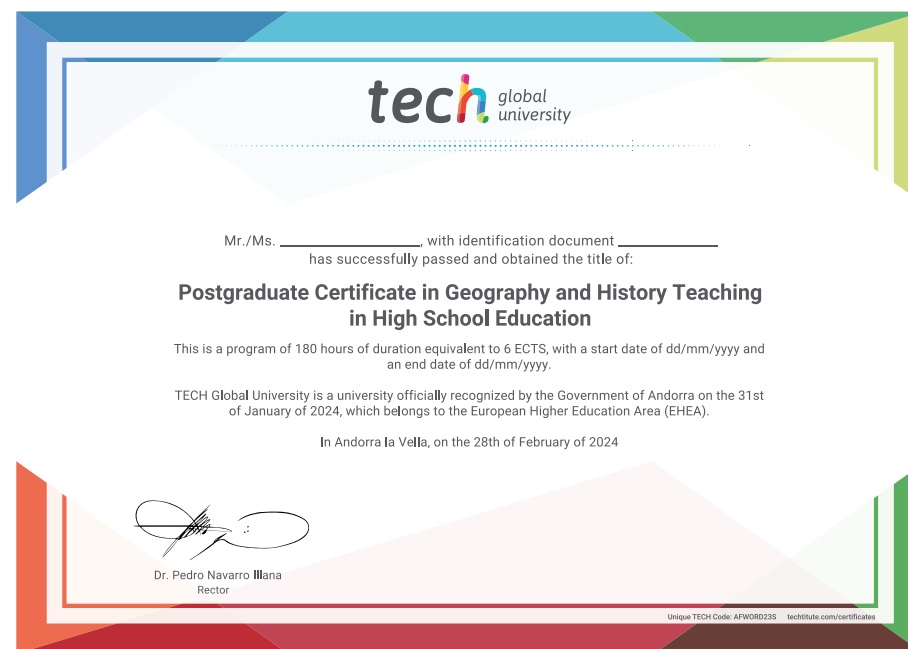 tech global
university
Mr./Ms. ____________________, with identification document ______________
has successfully passed and obtained the title of:
Postgraduate Certificate in Geography and History Teaching
in High School Education
This is a program of 180 hours of duration equivalent to 6 ECTS, with a start date of dd/mm/yyyy and
an end date of dd/mm/yyyy.
TECH Global University is a university officially recognized by the Government of Andorra on the 31st
of January of 2024, which belongs to the European Higher Education Area (EHEA).
In Andorra la Vella, on the 28th of February of 2024
Dr. Pedro Navarro Illana
Rector
Unique TECH Code: AFWORD23S techtitute.com/certificates